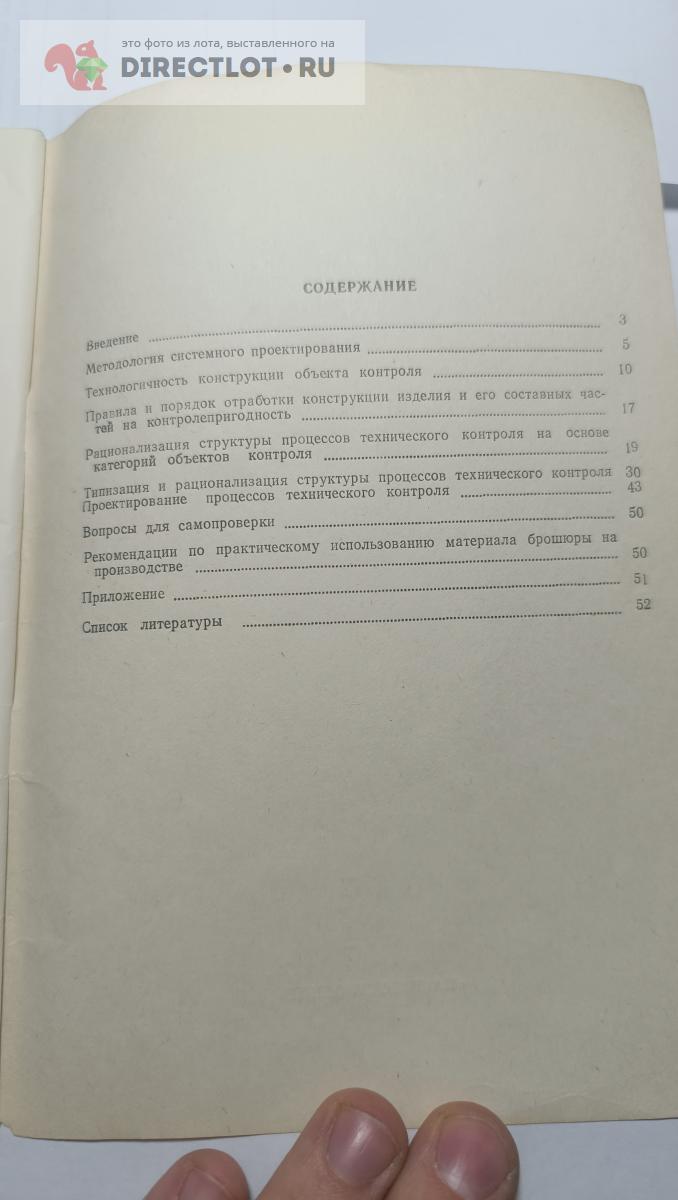 это фото из лота, выставленного на
DIRECTLOT•RU
СОДЕРЖАНИЕ
Введение ........ 3
Методология системного проектирования ........ 5
Технологичность конструкции объекта контроля ........ 10
Правила и порядок отработки конструкции изделия и его составных час-
тей на контролепригодность ........ 17
Рационализация структуры процессов технического контроля на основе
категорий объектов контроля ........ 19
Типизация и рационализация структуры процессов технического контроля 30
Проектирование процессов технического контроля ........ 43
Вопросы для самопроверки ........ 50
Рекомендации по практическому использованию материала брошюры на
производстве ........ 50
Приложение ........ 51
Список литературы ........ 52